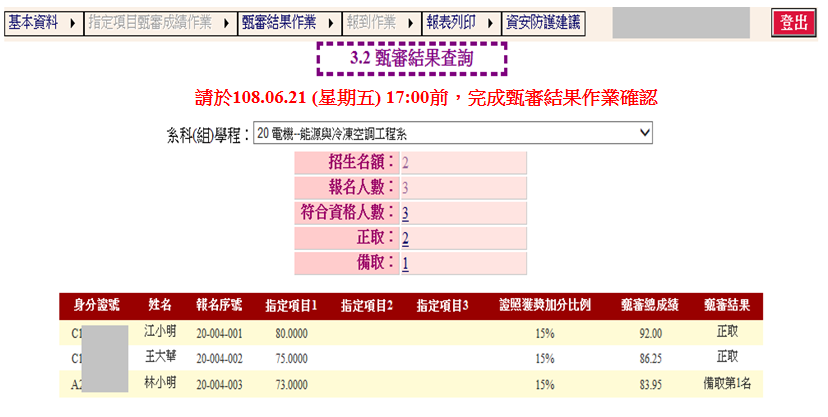 基本資料 指定項目甄審成績作業 甄審結果作業 報到作業 報表列印 資安防護建議 登出
3.2 甄審結果查詢
請於108.06.21 (星期五) 17:00前，完成甄審結果作業確認
系科(組)學程： 20 電機--能源與冷凍空調工程系
招生名額： 2
報名人數： 3
符合資格人數： 3
正取： 2
備取： 1
身分證號 姓名 報名序號 指定項目1 指定項目2 指定項目3 證照獲獎加分比例 甄審總成績 甄審結果
C1 江小明 20-004-001 80.0000 15% 92.00 正取
C1 王大華 20-004-002 75.0000 15% 86.25 正取
A2 林小明 20-004-003 73.0000 15% 83.95 備取第1名